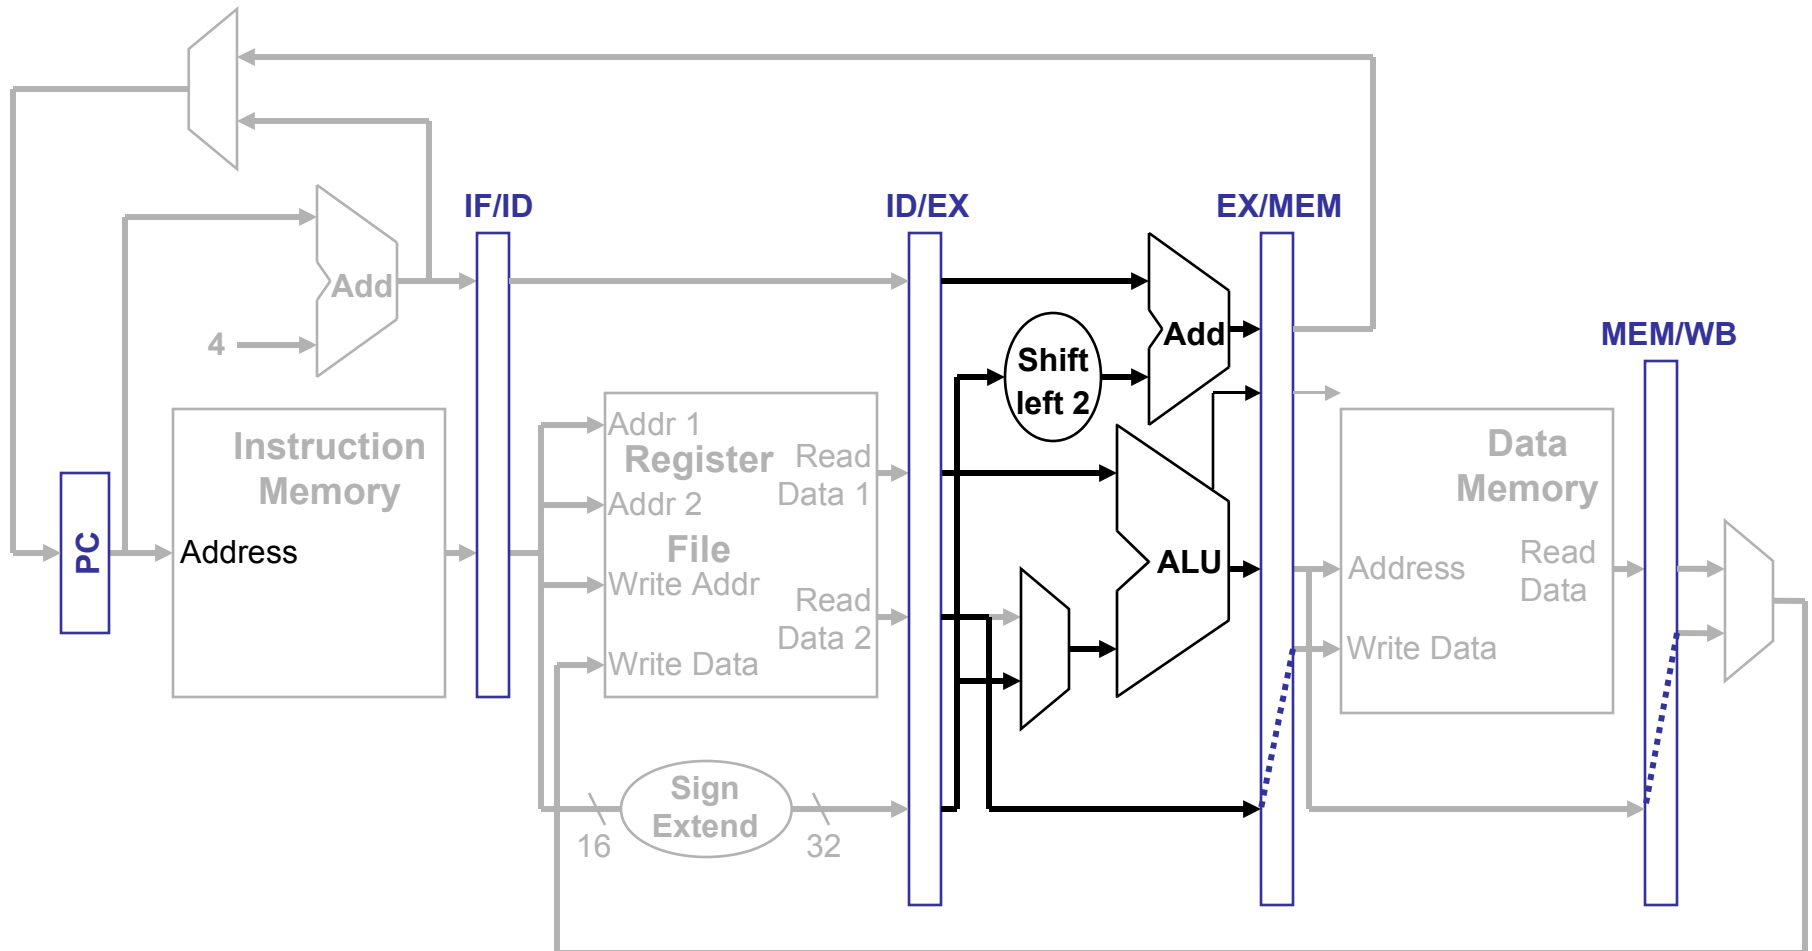 IF/ID
ID/EX
EX/MEM
MEM/WB
Add
4
Add
Shift
left 2
Instruction
Memory
Address
PC
Addr 1
Register
Read
Data 1
Addr 2
File
Write Addr
Read
Data 2
Write Data
ALU
Data
Memory
Address
Read
Data
Write Data
Sign
Extend
16
32